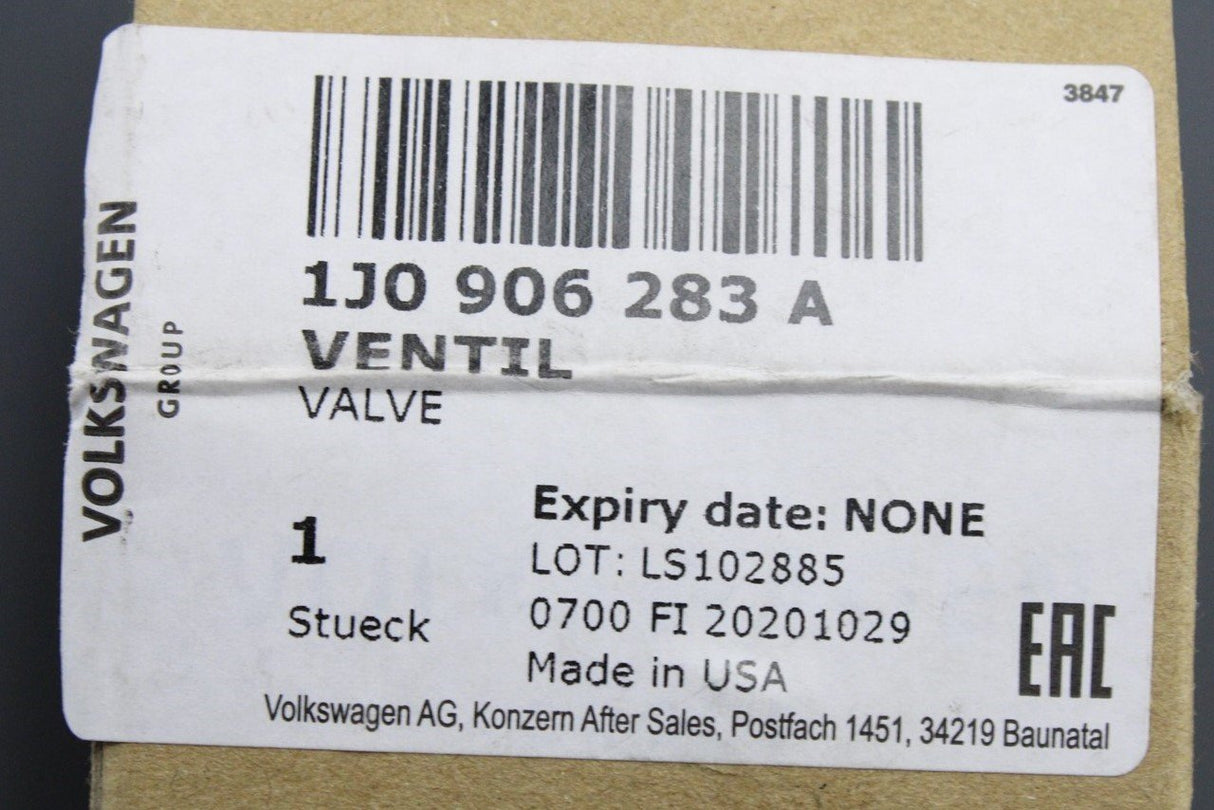 3847
VOLKSWAGEN
GROUP
1J0 906 283 A
VENTIL
VALVE
1
Stueck
Expiry date: NONE
LOT: LS102885
0700 FI 20201029
Made in USA
EAC
Volkswagen AG, Konzern After Sales, Postfach 1451, 34219 Baunatal